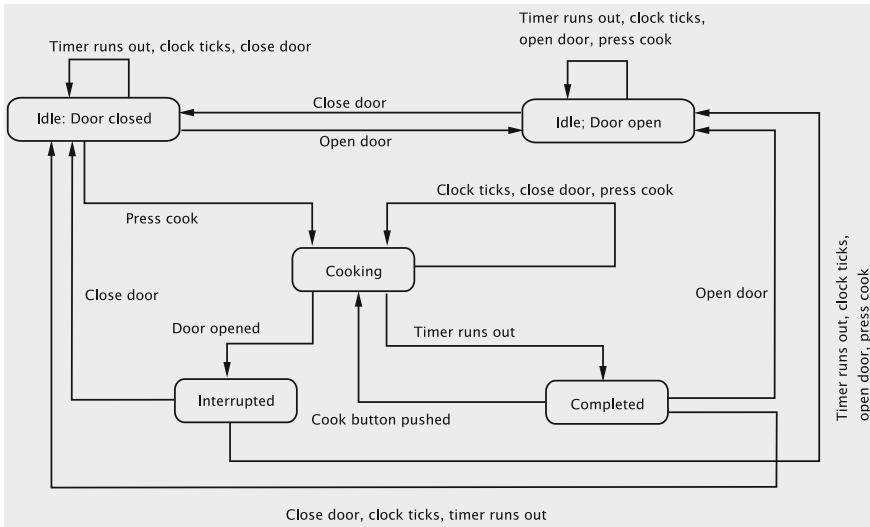 Timer runs out, clock ticks,
open door, press cook
Timer runs out, clock ticks, close door
Close door
Idle: Door closed
Idle; Door open
Open door
Clock ticks, close door, press cook
Press cook
Cooking
Close door
Open door
Timer runs out, clock ticks,
open door, press cook
Door opened
Timer runs out
Interrupted
Completed
Cook button pushed
Close door, clock ticks, timer runs out